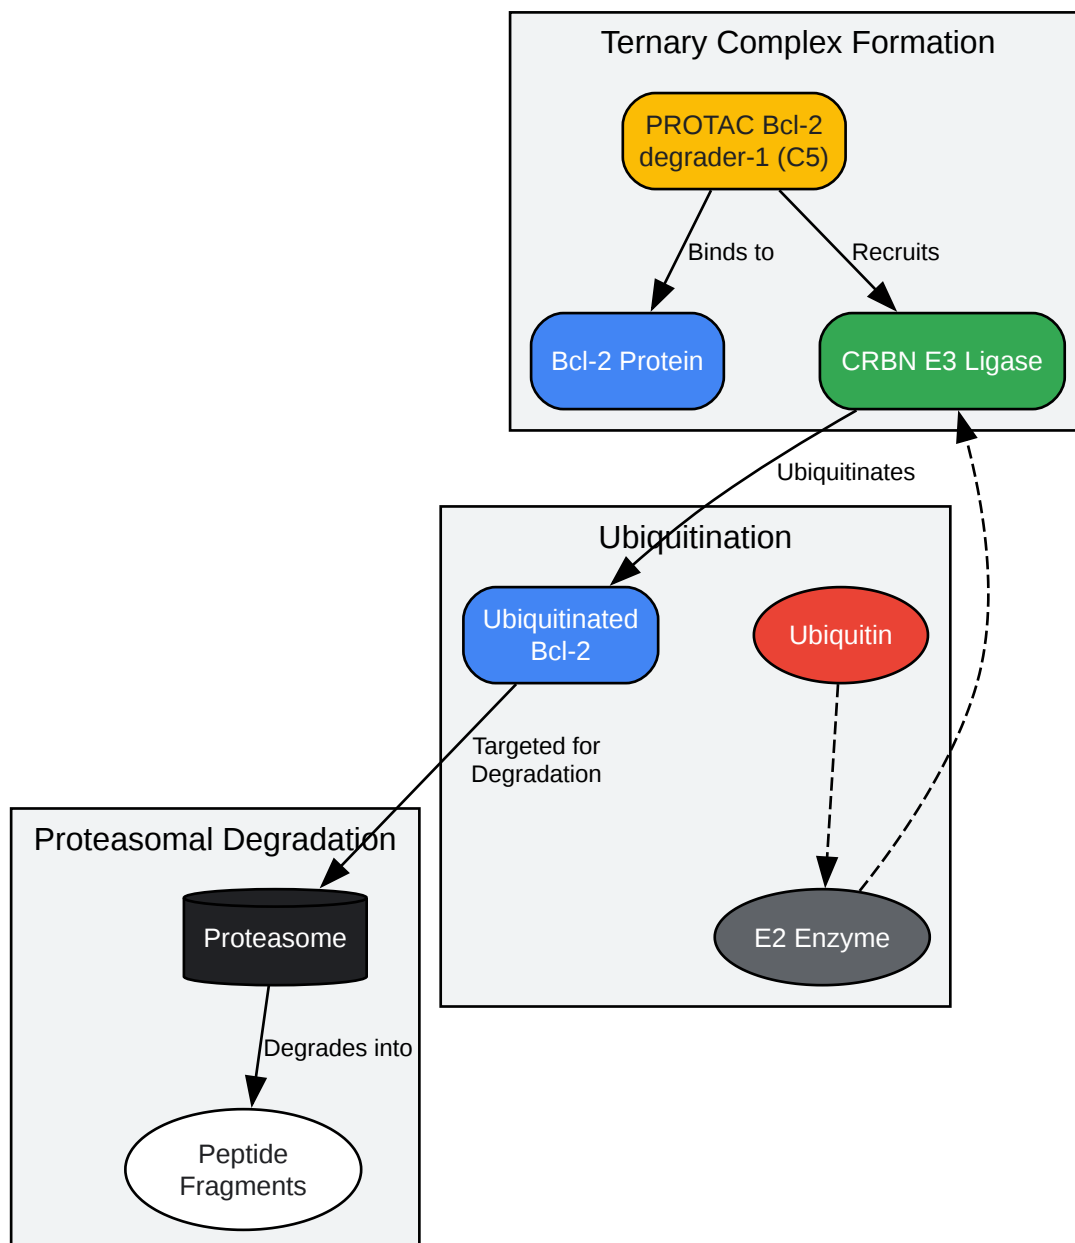 Ternary Complex Formation
PROTAC Bcl-2
degrader-1 (C5)
Binds to
Recruits
Bcl-2 Protein
CRBN E3 Ligase
Ubiquitinates
Ubiquitination
Ubiquitinated
Bcl-2
Ubiquitin
Targeted for
Degradation
Proteasomal Degradation
Proteasome
E2 Enzyme
Degrades into
Peptide
Fragments